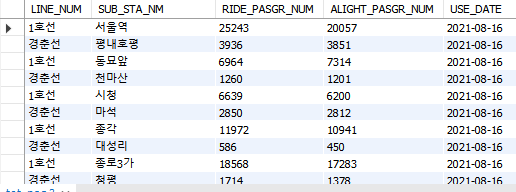 LINE_NUM SUB_STA_NM RIDE_PASGR_NUM ALIGHT_PASGR_NUM USE_DATE
1호선 서울역 25243 20057 2021-08-16
경춘선 평내호평 3936 3851 2021-08-16
1호선 동묘앞 6964 7314 2021-08-16
경춘선 천마산 1260 1201 2021-08-16
1호선 시청 6639 6200 2021-08-16
경춘선 마석 2850 2812 2021-08-16
1호선 종각 11972 10941 2021-08-16
경춘선 대성리 586 450 2021-08-16
1호선 종로3가 18568 17283 2021-08-16
경춘선 청평 1714 1378 2021-08-16